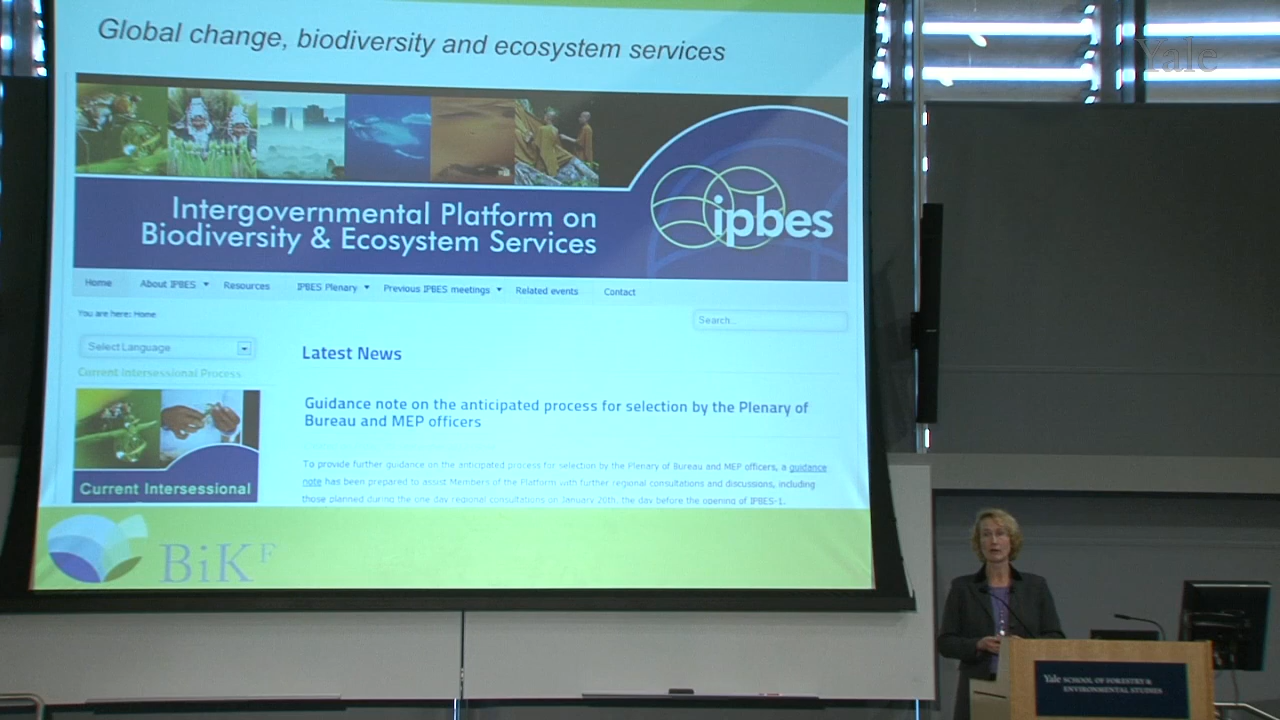 Global change, biodiversity and ecosystem services
Yale
Intergovernmental Platform on
Biodiversity & Ecosystem Services
ipbes
Home
About IPBES
Resources
IPBES Plenary
Previous IPBES meetings
Related events
Contact
You are here: Home
Search...
Select Language
Current Intersessional Process
Latest News
Guidance note on the anticipated process for selection by the Plenary of
Bureau and MEP officers
To provide further guidance on the anticipated process for selection by the Plenary of Bureau and MEP officers, a guidance
note has been prepared to assist Members of the Platform with further regional consultations and discussions, including
those planned during the one day regional consultations on January 20th, the day before the opening of IPBES-1.
Current Intersessional
BiK F
Yale SCHOOL OF FORESTRY &
ENVIRONMENTAL STUDIES